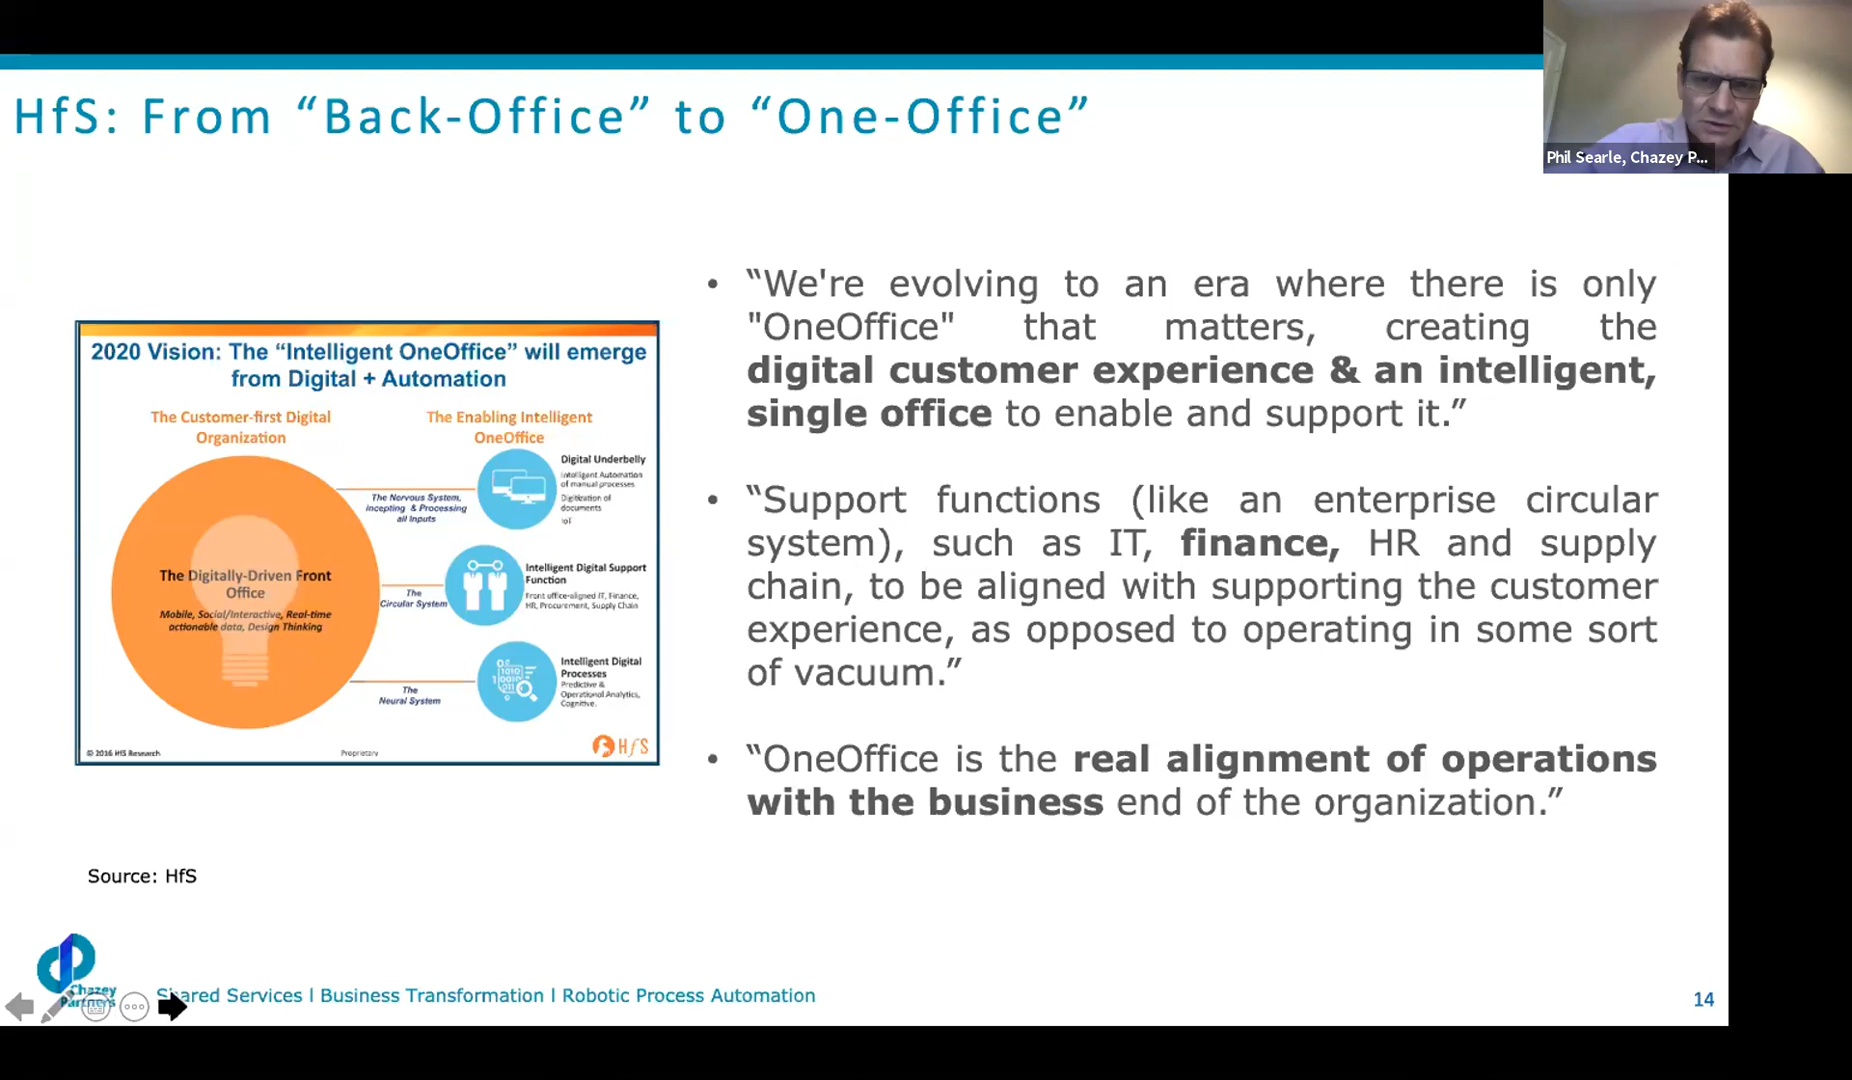 HfS: From “Back-Office” to “One-Office”
Phil Searle, Chazey P...
2020 Vision: The “Intelligent OneOffice” will emerge
from Digital + Automation
The Customer-first Digital
Organization
The Enabling Intelligent
OneOffice
The Digitally-Driven Front
Office
Mobile, Social/Interactive, Real-time
actionable data, Design Thinking
The Nervous System,
incepting & Processing
all Inputs
Digital Underbelly
Intelligent Automation
of manual processes
Digitization of
documents
IoT
The
Circular System
Intelligent Digital Support
Function
Front office-aligned IT, Finance,
HR, Procurement, Supply Chain
The
Neural System
Intelligent Digital
Processes
Predictive &
Operational Analytics,
Cognitive.
© 2016 HfS Research
Proprietary
HfS
• “We're evolving to an era where there is only
"OneOffice" that matters, creating the
digital customer experience & an intelligent,
single office to enable and support it.”
• “Support functions (like an enterprise circular
system), such as IT, finance, HR and supply
chain, to be aligned with supporting the customer
experience, as opposed to operating in some sort
of vacuum.”
• “OneOffice is the real alignment of operations
with the business end of the organization.”
Source: HfS
Chazey
Partners
Shared Services I Business Transformation I Robotic Process Automation
14